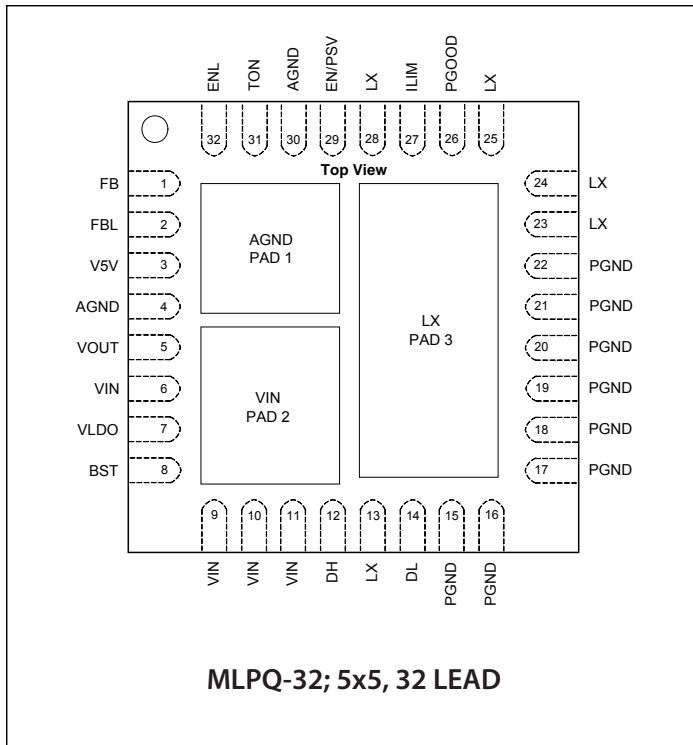 ENL
TON
AGND
EN/PSV
LX
ILIM
PGOOD
LX
32
31
30
29
28
27
26
25
Top View
FB 1
FBL 2
V5V 3
AGND 4
VOUT 5
VIN 6
VLDO 7
BST 8
AGND
PAD 1
VIN
PAD 2
LX
PAD 3
24 LX
23 LX
22 PGND
21 PGND
20 PGND
19 PGND
18 PGND
17 PGND
9
10
11
12
13
14
15
16
VIN
VIN
VIN
DH
LX
DL
PGND
PGND
MLPQ-32; 5x5, 32 LEAD